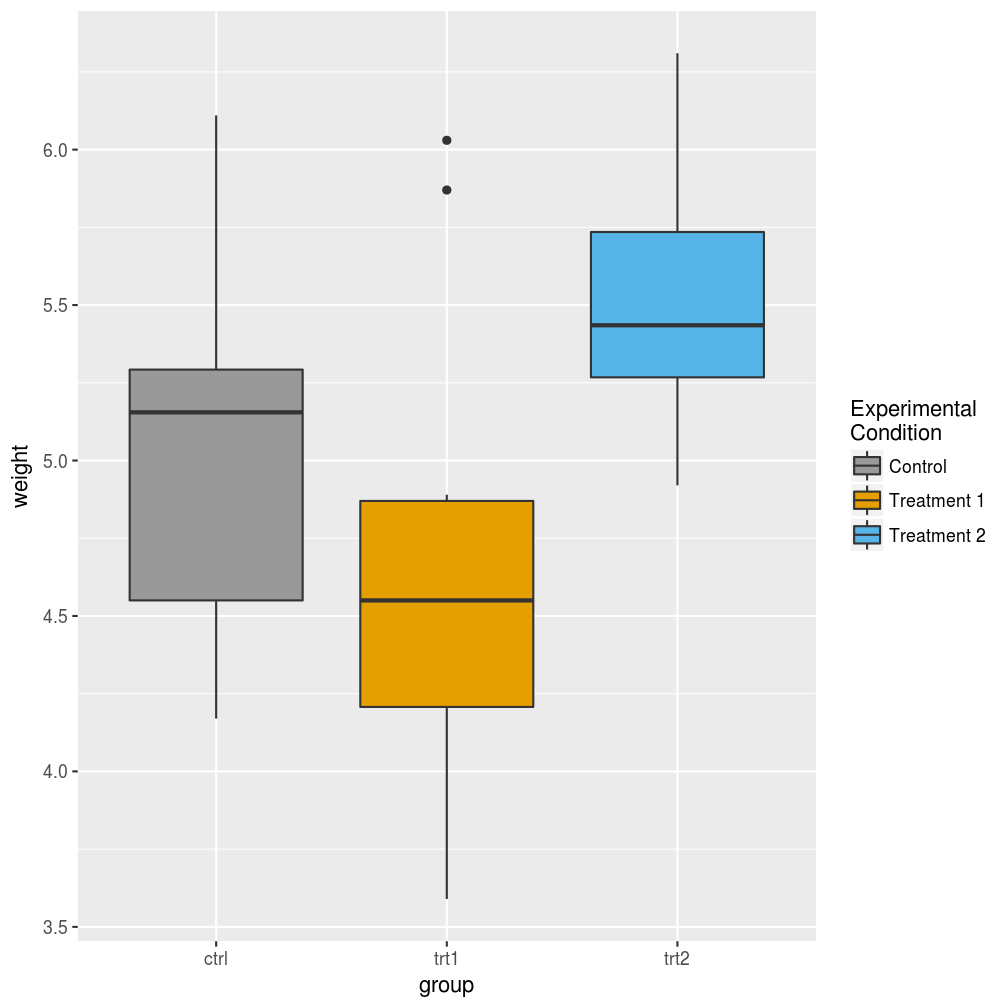 weight
6.0
5.5
5.0
4.5
4.0
3.5
ctrl trt1 trt2
group
Experimental
Condition
Control
Treatment 1
Treatment 2